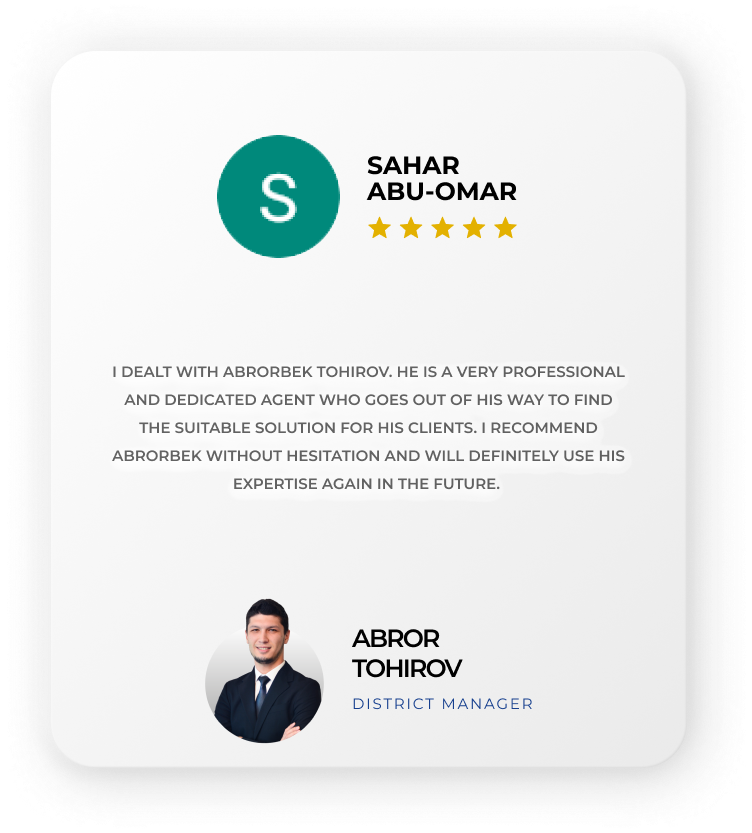 S
SAHAR
ABU-OMAR
I DEALT WITH ABRORBEK TOHIROV. HE IS A VERY PROFESSIONAL
AND DEDICATED AGENT WHO GOES OUT OF HIS WAY TO FIND
THE SUITABLE SOLUTION FOR HIS CLIENTS. I RECOMMEND
ABRORBEK WITHOUT HESITATION AND WILL DEFINITELY USE HIS
EXPERTISE AGAIN IN THE FUTURE.
ABROR
TOHIROV
DISTRICT MANAGER